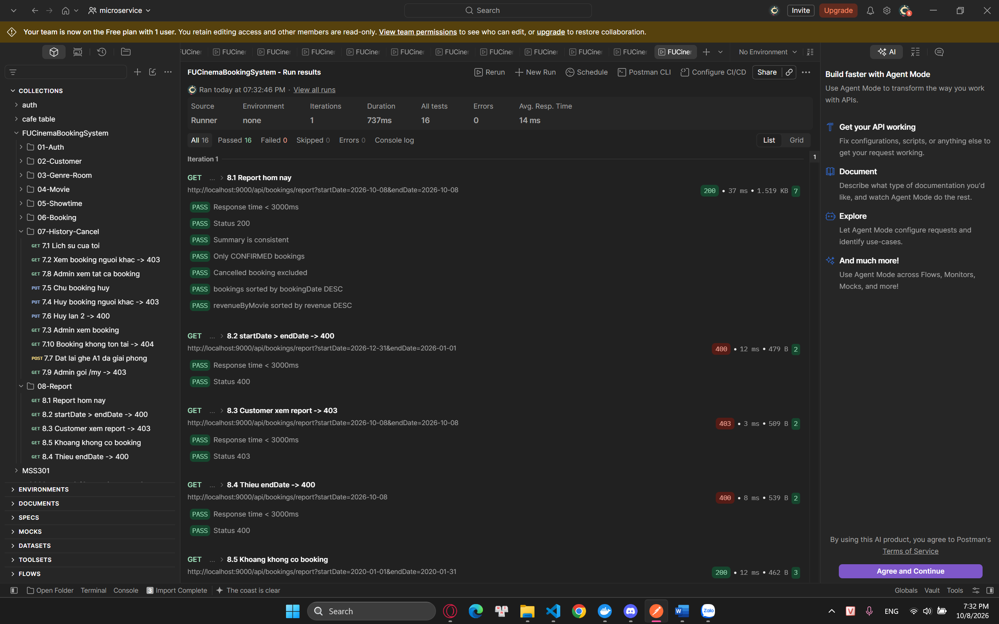 microservice
Search
Invite
Upgrade
Your team is now on the Free plan with 1 user. You retain editing access and other members are read-only. View team permissions to see who can edit, or upgrade to restore collaboration.
FUCiner
FUCiner
FUCiner
FUCiner
FUCiner
FUCiner
FUCiner
FUCiner
FUCiner
FUCiner
FUCiner
FUCiner
No Environment
AI
COLLECTIONS
auth
cafe table
FUCinemaBookingSystem
01-Auth
02-Customer
03-Genre-Room
04-Movie
05-Showtime
06-Booking
07-History-Cancel
GET 7.1 Lich su cua toi
GET 7.2 Xem booking nguoi khac -> 403
GET 7.8 Admin xem tat ca booking
PUT 7.5 Chu booking huy
PUT 7.4 Huy booking nguoi khac -> 403
PUT 7.6 Huy lan 2 -> 400
GET 7.3 Admin xem booking
GET 7.10 Booking khong ton tai -> 404
POST 7.7 Dat lai ghe A1 da giai phong
GET 7.9 Admin goi /my -> 403
08-Report
GET 8.1 Report hom nay
GET 8.2 startDate > endDate -> 400
GET 8.3 Customer xem report -> 403
GET 8.5 Khoang khong co booking
GET 8.4 Thieu endDate -> 400
MSS301
ENVIRONMENTS
DOCUMENTS
SPECS
MOCKS
DATASETS
TOOLSETS
FLOWS
FUCinemaBookingSystem - Run results
Rerun
New Run
Schedule
Postman CLI
Configure CI/CD
Share
Ran today at 07:32:46 PM · View all runs
Source Environment Iterations Duration All tests Errors Avg. Resp. Time
Runner none 1 737ms 16 0 14 ms
All 16 Passed 16 Failed 0 Skipped 0 Errors 0 Console log
List Grid
Iteration 1
1
GET ... > 8.1 Report hom nay
http://localhost:9000/api/bookings/report?startDate=2026-10-08&endDate=2026-10-08
200 • 37 ms • 1.519 KB 7
PASS Response time < 3000ms
PASS Status 200
PASS Summary is consistent
PASS Only CONFIRMED bookings
PASS Cancelled booking excluded
PASS bookings sorted by bookingDate DESC
PASS revenueByMovie sorted by revenue DESC
GET ... > 8.2 startDate > endDate -> 400
http://localhost:9000/api/bookings/report?startDate=2026-12-31&endDate=2026-01-01
400 • 12 ms • 479 B 2
PASS Response time < 3000ms
PASS Status 400
GET ... > 8.3 Customer xem report -> 403
http://localhost:9000/api/bookings/report?startDate=2026-10-08&endDate=2026-10-08
403 • 3 ms • 509 B 2
PASS Response time < 3000ms
PASS Status 403
GET ... > 8.4 Thieu endDate -> 400
http://localhost:9000/api/bookings/report?startDate=2026-10-08
400 • 8 ms • 539 B 2
PASS Response time < 3000ms
PASS Status 400
GET ... > 8.5 Khoang khong co booking
http://localhost:9000/api/bookings/report?startDate=2020-01-01&endDate=2020-01-31
200 • 12 ms • 462 B 3
Build faster with Agent Mode
Use Agent Mode to transform the way you work
with APIs.
Get your API working
Fix configurations, scripts, or anything else to
get your request working.
Document
Describe what type of documentation you'd
like, and watch Agent Mode do the rest.
Explore
Let Agent Mode configure requests and
identify use-cases.
And much more!
Use Agent Mode across Flows, Monitors,
Mocks, and more!
By using this AI product, you agree to Postman's
Terms of Service
Agree and Continue
Open Folder
Terminal
Console
3 Import Complete
The coast is clear
Globals
Vault
Tools
Search
Zalo
V
ENG
7:32 PM
10/8/2026